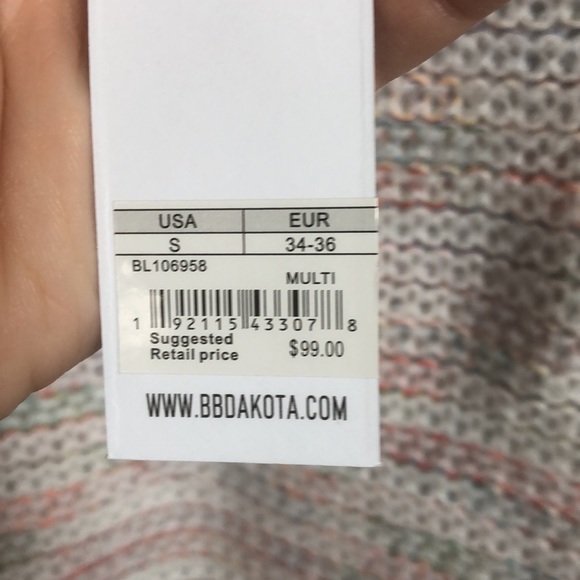 USA EUR
S 34-36
BL106958
MULTI
1 92115 43307 8
Suggested
Retail price $99.00
WWW.BBDAKOTA.COM